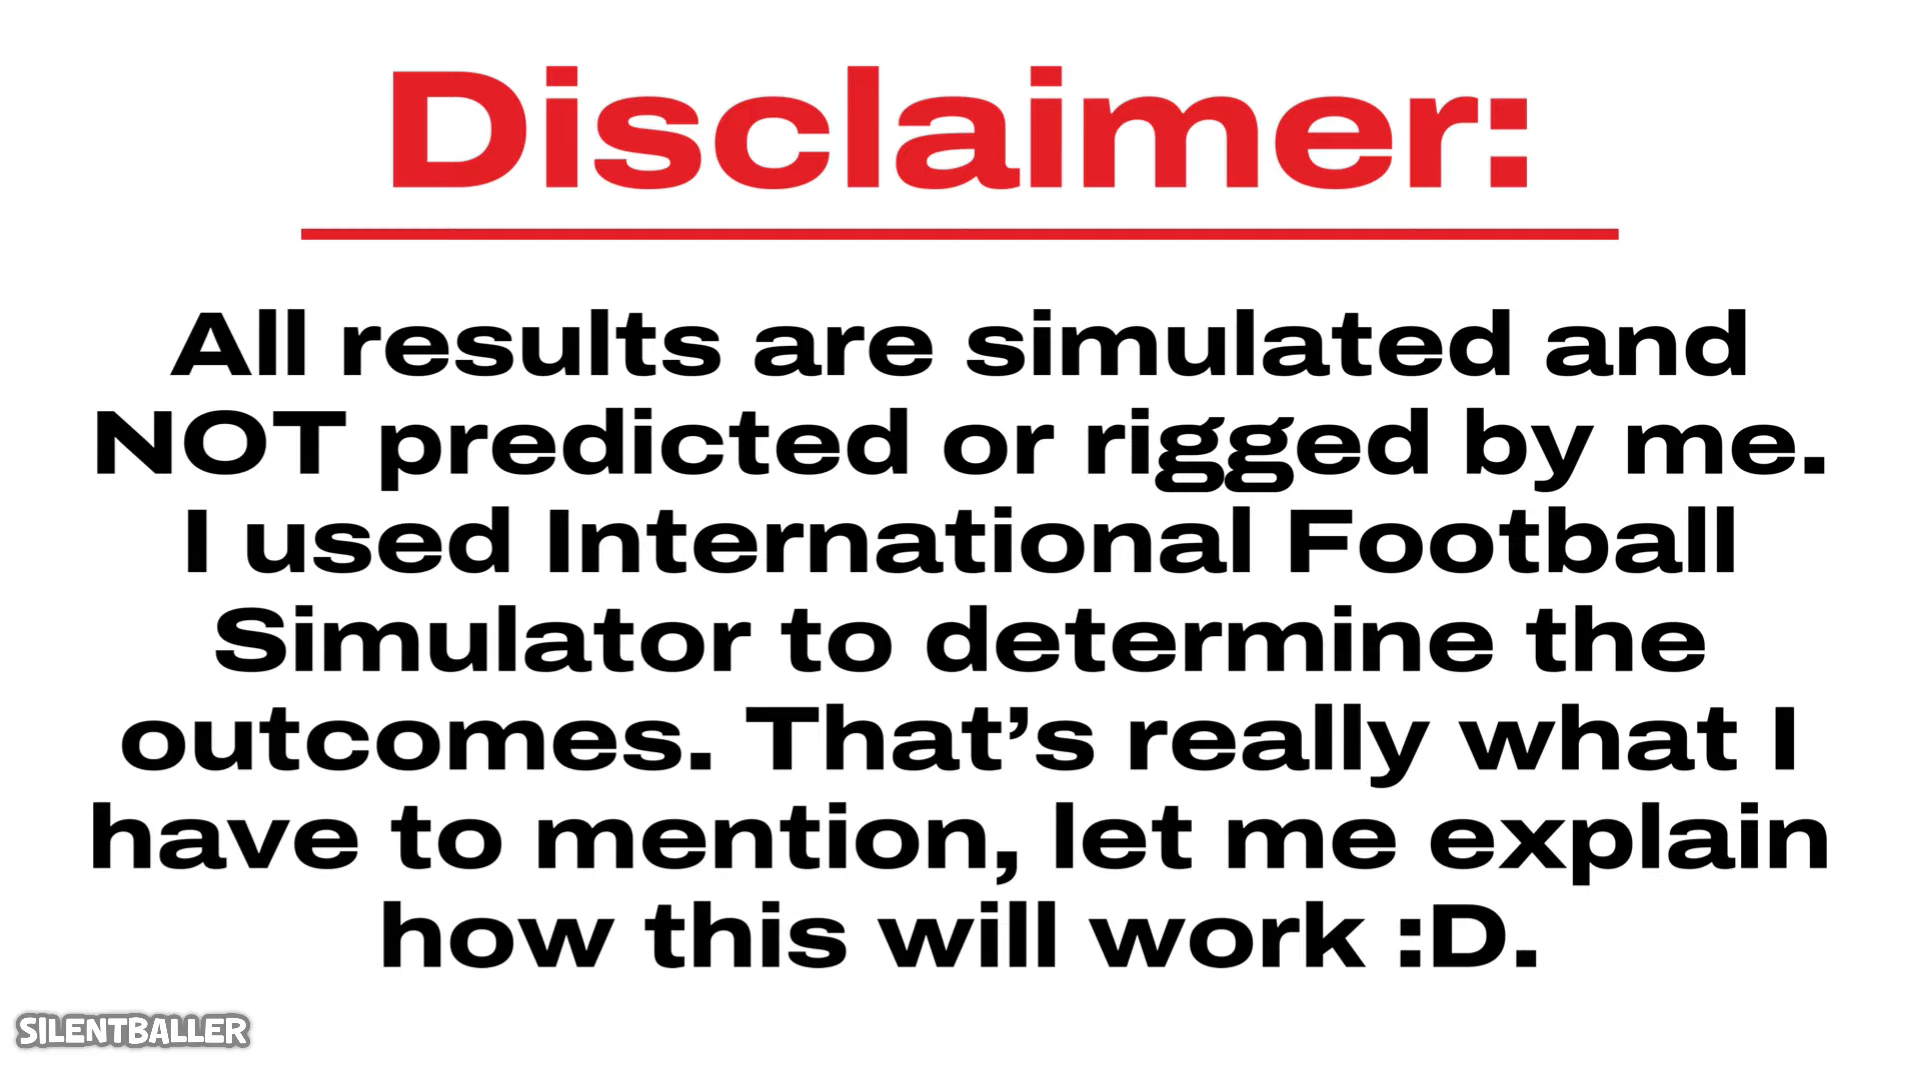 Disclaimer:
All results are simulated and
NOT predicted or rigged by me.
I used International Football
Simulator to determine the
outcomes. That’s really what I
have to mention, let me explain
how this will work :D.
SILENTBALLER